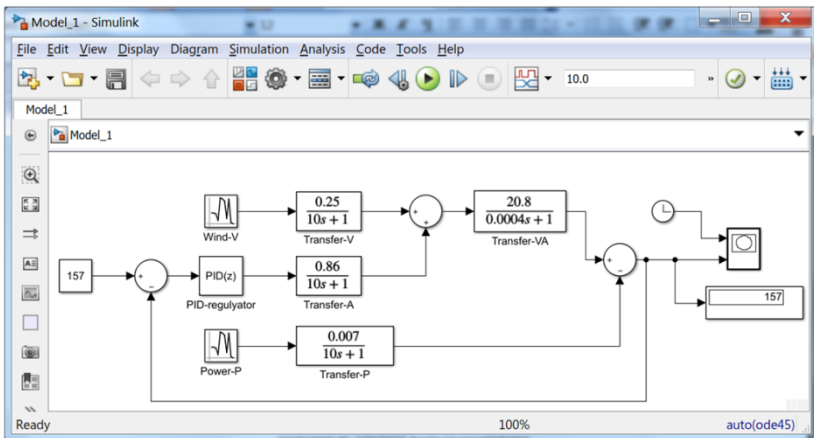 Model_1 - Simulink
File Edit View Display Diagram Simulation Analysis Code Tools Help
10.0
»
Model_1
Model_1
Wind-V
0.25
10s + 1
Transfer-V
20.8
0.0004s + 1
Transfer-VA
157
PID(z)
PID-regulyator
0.86
10s + 1
Transfer-A
157
Power-P
0.007
10s + 1
Transfer-P
Ready
100%
auto(ode45)